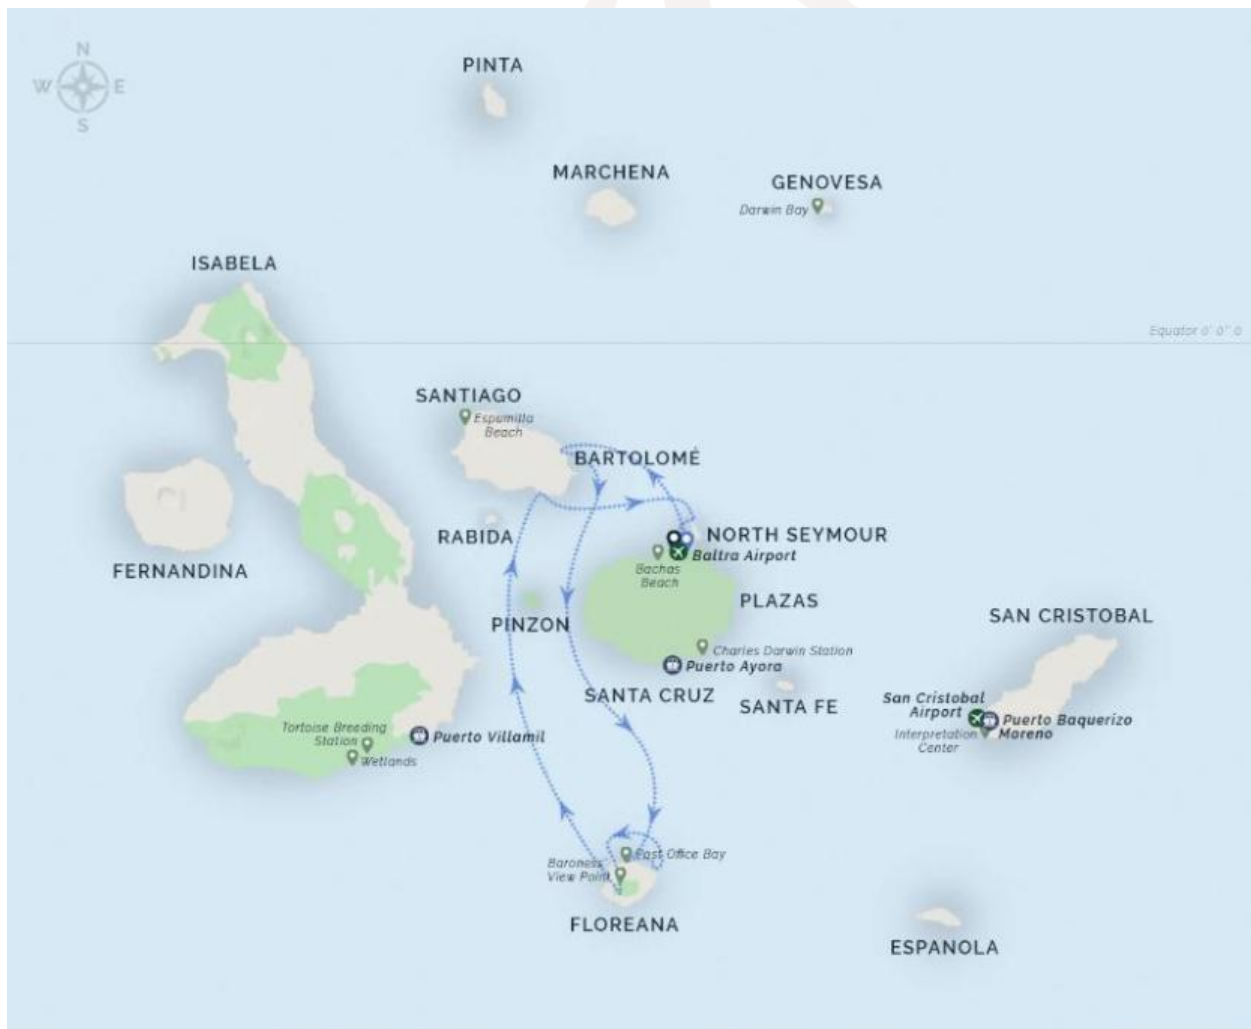 N
W E
S
PINTA
MARCHENA
GENOVESA
Darwin Bay
ISABELA
Equator 0° 0" 0
SANTIAGO
Espumilla
Beach
BARTOLOMÉ
RABIDA
NORTH SEYMOUR
Baltra Airport
Bachas
Beach
FERNANDINA
PINZON
PLAZAS
SAN CRISTOBAL
Charles Darwin Station
Puerto Ayora
SANTA CRUZ
SANTA FE
San Cristobal
Airport
Puerto Baquerizo
Moreno
Interpretation
Center
Tortoise Breeding
Station
Wetlands
Puerto Villamil
Post Office Bay
Baroness
View Point
FLOREANA
ESPANOLA